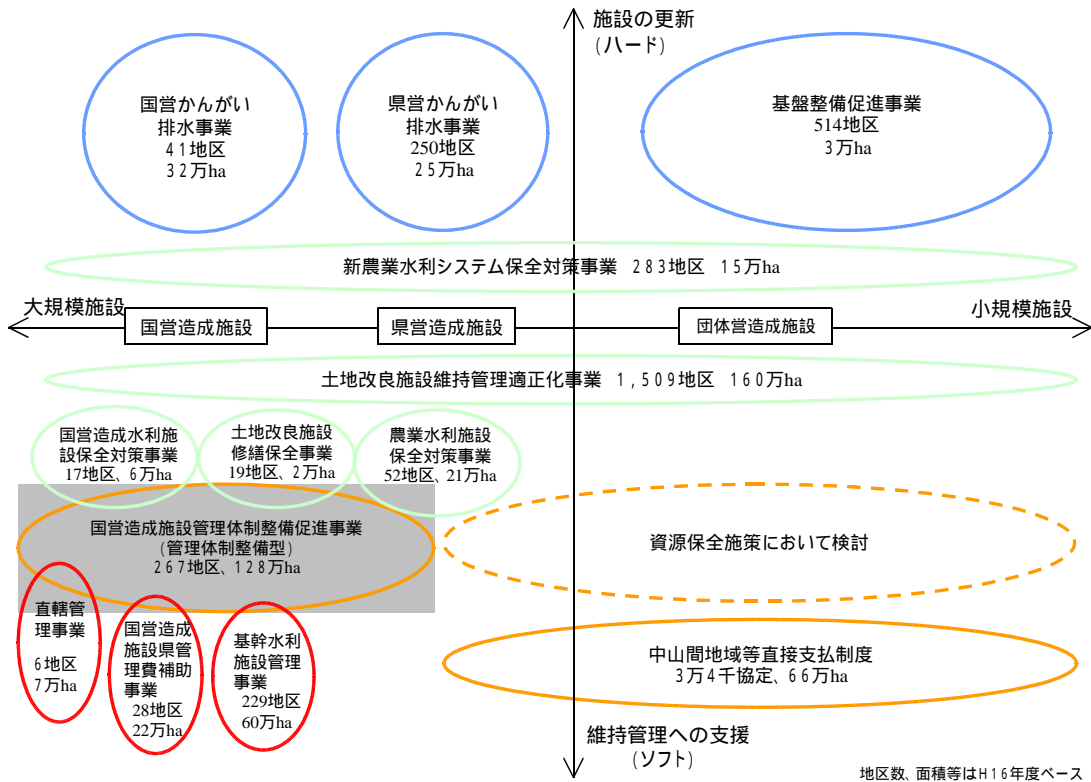 施設の更新
(ハード)
国営かんがい
排水事業
41地区
32万ha
県営かんがい
排水事業
250地区
25万ha
基盤整備促進事業
514地区
3万ha
新農業水利システム保全対策事業 283地区 15万ha
大規模施設
小規模施設
国営造成施設
県営造成施設
団体営造成施設
土地改良施設維持管理適正化事業 1,509地区 160万ha
国営造成水利施
設保全対策事業
17地区、6万ha
土地改良施設
修繕保全事業
19地区、2万ha
農業水利施設
保全対策事業
52地区、21万ha
国営造成施設管理体制整備促進事業
(管理体制整備型)
267地区、128万ha
資源保全施策において検討
直轄管
理事業
6地区
7万ha
国営造成
施設県管
理費補助
事業
28地区
22万ha
基幹水利
施設管理
事業
229地区
60万ha
中山間地域等直接支払制度
3万4千協定、66万ha
維持管理への支援
(ソフト)
地区数、面積等はH16年度ベース